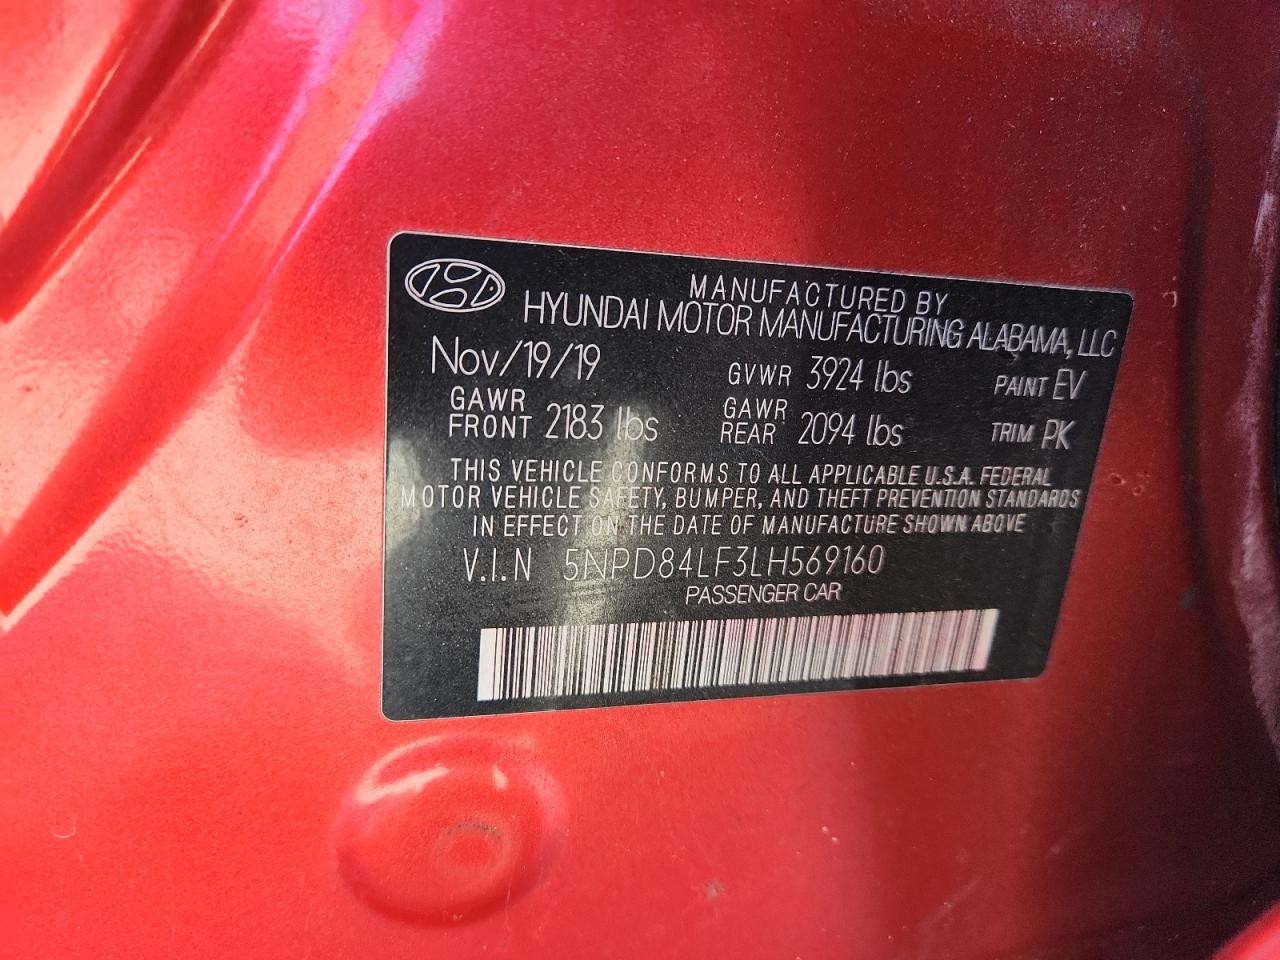 MANUFACTURED BY
HYUNDAI MOTOR MANUFACTURING ALABAMA, LLC
Nov/19/19 GVWR 3924 lbs PAINT EV
GAWR FRONT 2183 lbs GAWR REAR 2094 lbs TRIM PK
THIS VEHICLE CONFORMS TO ALL APPLICABLE U.S.A. FEDERAL
MOTOR VEHICLE SAFETY, BUMPER, AND THEFT PREVENTION STANDARDS
IN EFFECT ON THE DATE OF MANUFACTURE SHOWN ABOVE
V.I.N 5NPD84LF3LH569160
PASSENGER CAR